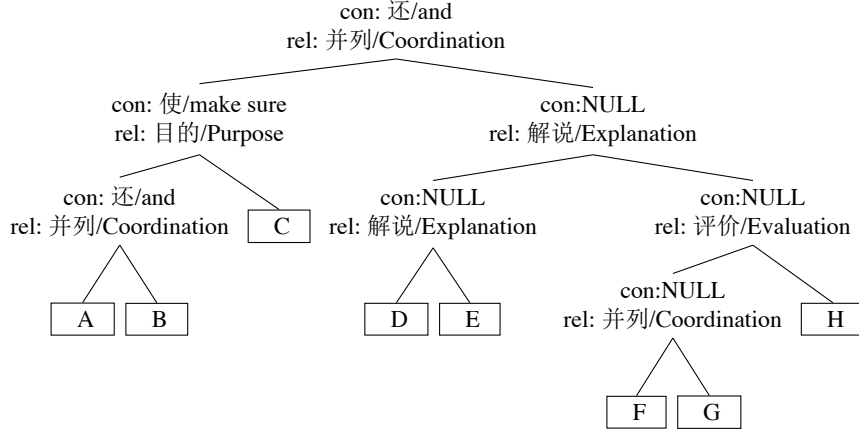 con: 还/and
rel: 并列/Coordination
con: 使/make sure
rel: 目的/Purpose
con:NULL
rel: 解说/Explanation
con: 还/and
rel: 并列/Coordination
C
con:NULL
rel: 解说/Explanation
con:NULL
rel: 评价/Evaluation
A
B
D
E
con:NULL
rel: 并列/Coordination
H
F
G